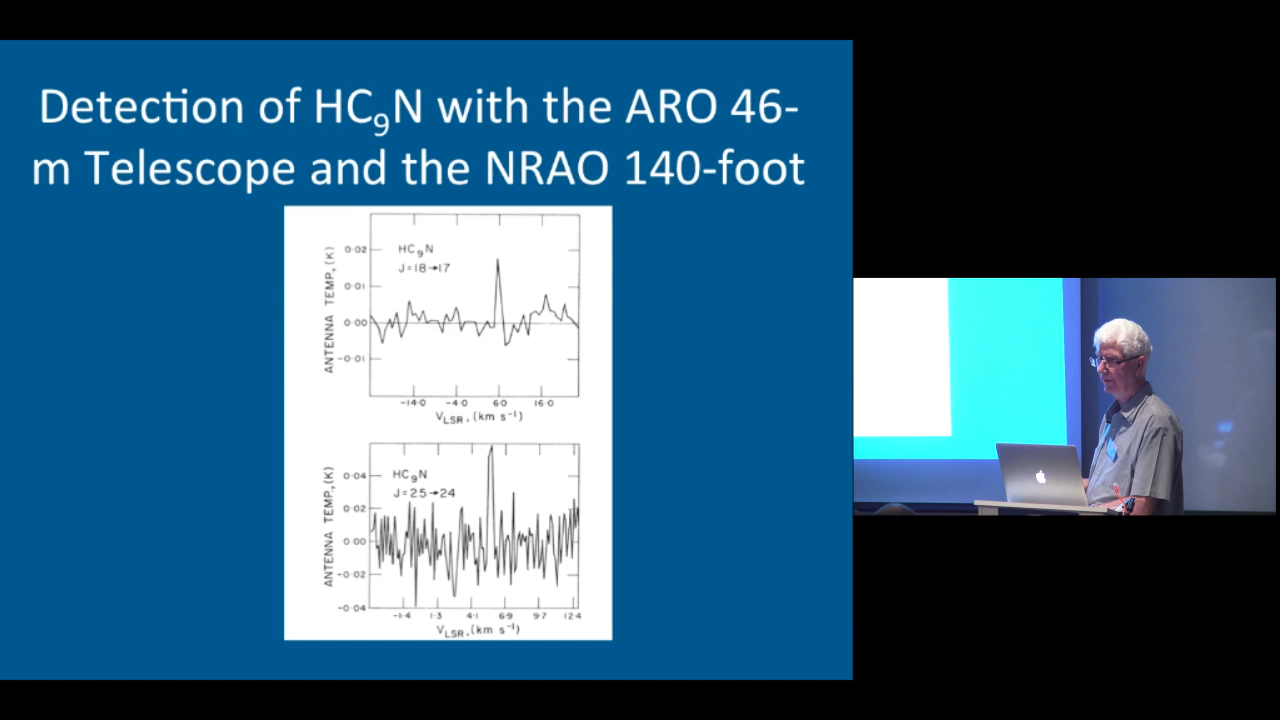 Detection of HC₉N with the ARO 46-
m Telescope and the NRAO 140-foot
ANTENNA TEMP, (K)
0·02
0·01
0·00
-0·01
HC₉N
J=18→17
-14·0 -4·0 6·0 16·0
V_LSR, (km s⁻¹)
ANTENNA TEMP, (K)
0·04
0·02
0·00
-0·02
-0·04
HC₉N
J=25→24
-1·4 1·3 4·1 6·9 9·7 12·4
V_LSR, (km s⁻¹)